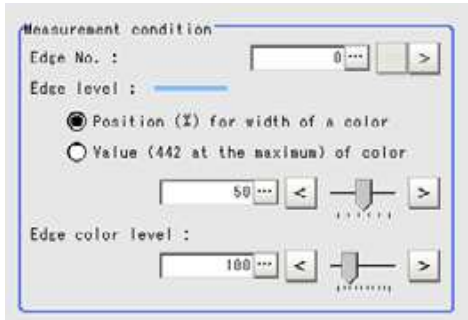 Measurement condition
Edge No. :
0 ... >
Edge level :
Position (%) for width of a color
Value (442 at the maximum) of color
50 ... < >
Edge color level :
100 ... < >